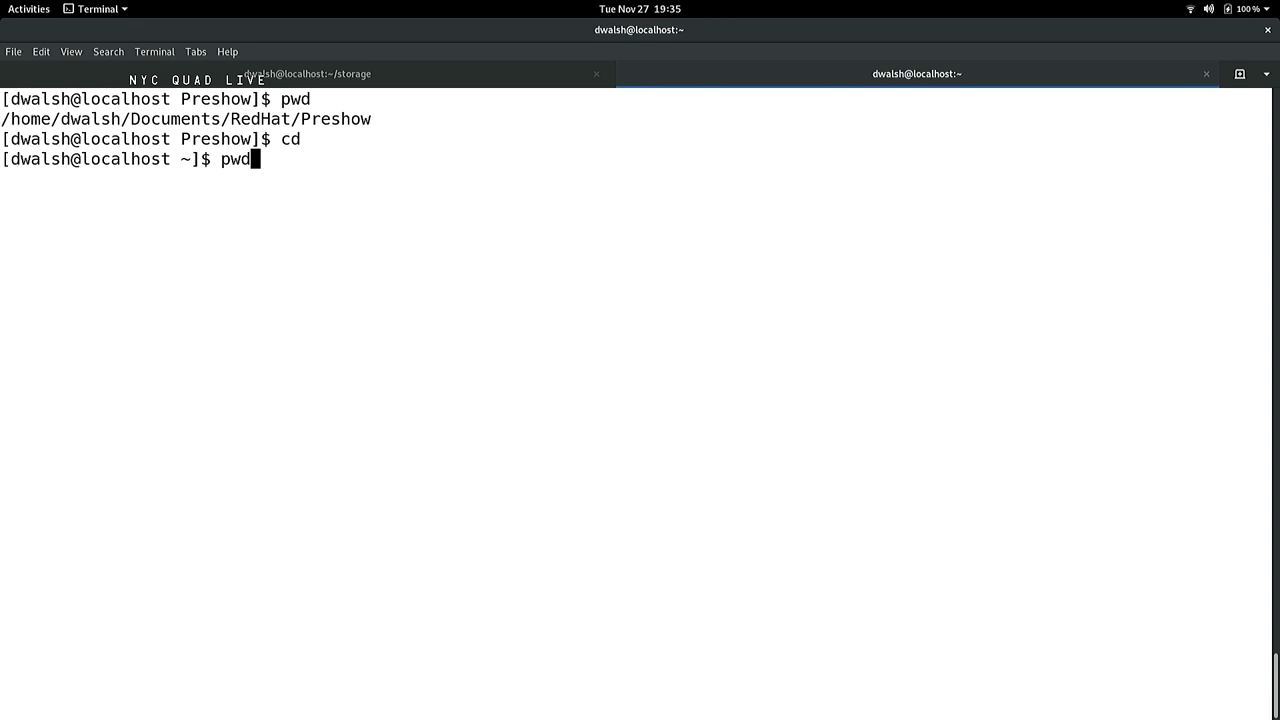 Activities Terminal Tue Nov 27 19:35 100%
dwalsh@localhost:~
File Edit View Search Terminal Tabs Help
NYC QUAD LIVE
dwalsh@localhost:~/storage dwalsh@localhost:~
[dwalsh@localhost Preshow]$ pwd
/home/dwalsh/Documents/RedHat/Preshow
[dwalsh@localhost Preshow]$ cd
[dwalsh@localhost ~]$ pwd